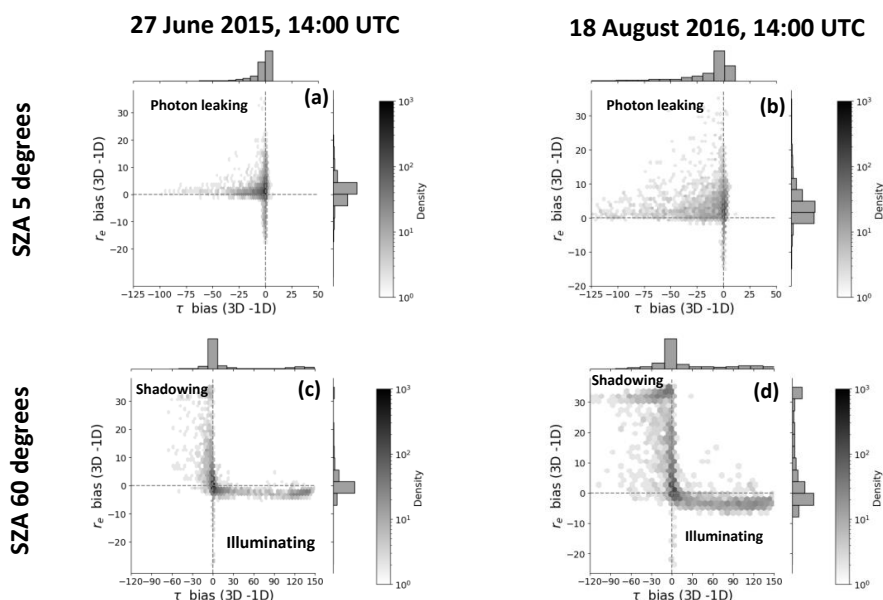 27 June 2015, 14:00 UTC
18 August 2016, 14:00 UTC
SZA 5 degrees
Photon leaking
(a)
30
20
10
0
−10
−20
rₑ bias (3D -1D)
−125 −100 −75 −50 −25 0 25 50
τ bias (3D -1D)
10³
10²
10¹
10⁰
Density
Photon leaking
(b)
30
20
10
0
−10
−20
rₑ bias (3D -1D)
−125 −100 −75 −50 −25 0 25 50
τ bias (3D -1D)
10³
10²
10¹
10⁰
Density
SZA 60 degrees
Shadowing
(c)
30
20
10
0
−10
−20
rₑ bias (3D -1D)
Illuminating
−120 −90 −60 −30 0 30 60 90 120 150
τ bias (3D -1D)
10³
10²
10¹
10⁰
Density
Shadowing
(d)
30
20
10
0
−10
−20
rₑ bias (3D -1D)
Illuminating
−120 −90 −60 −30 0 30 60 90 120 150
τ bias (3D -1D)
10³
10²
10¹
10⁰
Density